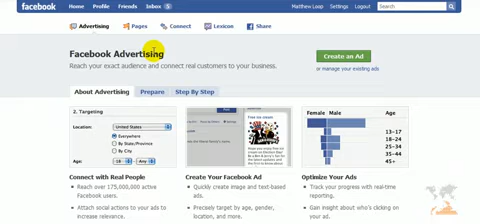 facebook Home Profile Friends Inbox 5 Matthew Loop Settings Logout Search
Advertising Pages Connect Lexicon Share
Facebook Advertising
Reach your exact audience and connect real customers to your business.
Create an Ad
or manage your existing ads
About Advertising Prepare Step By Step
2. Targeting
Location: United States
Everywhere
By State/Province
By City
Age: 18 - Any
Female Male Age
13-17
18-24
25-34
35-44
45+
Connect with Real People
Reach over 175,000,000 active
Facebook users.
Attach social actions to your ads to
increase relevance.
Create Your Facebook Ad
Quickly create image and text-based
ads.
Precisely target by age, gender,
location, and more.
Optimize Your Ads
Track your progress with real-time
reporting.
Gain insight about who's clicking on
your ad.